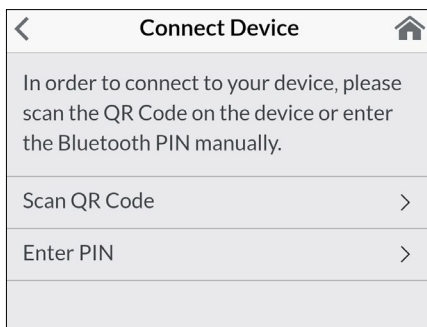 Connect Device
In order to connect to your device, please
scan the QR Code on the device or enter
the Bluetooth PIN manually.
Scan QR Code
Enter PIN